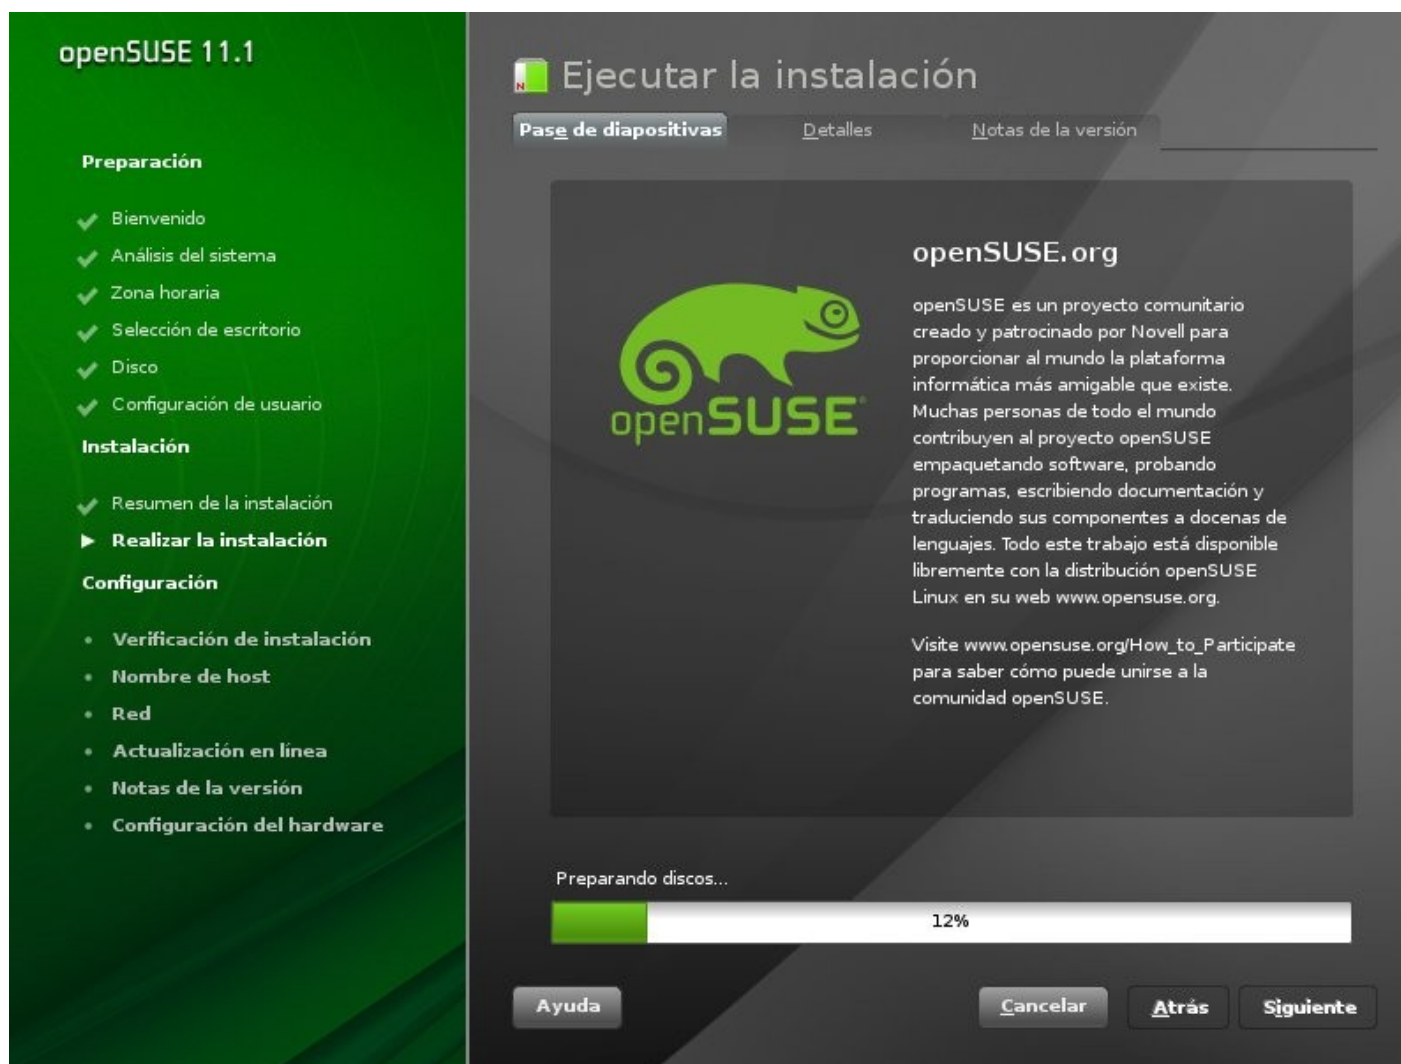 openSUSE 11.1
Preparación
Bienvenido
Análisis del sistema
Zona horaria
Selección de escritorio
Disco
Configuración de usuario
Instalación
Resumen de la instalación
Realizar la instalación
Configuración
Verificación de instalación
Nombre de host
Red
Actualización en línea
Notas de la versión
Configuración del hardware
N
Ejecutar la instalación
Pase de diapositivas
Detalles
Notas de la versión
openSUSE
openSUSE.org
openSUSE es un proyecto comunitario
creado y patrocinado por Novell para
proporcionar al mundo la plataforma
informática más amigable que existe.
Muchas personas de todo el mundo
contribuyen al proyecto openSUSE
empaquetando software, probando
programas, escribiendo documentación y
traduciendo sus componentes a docenas de
lenguajes. Todo este trabajo está disponible
libremente con la distribución openSUSE
Linux en su web www.opensuse.org.
Visite www.opensuse.org/How_to_Participate
para saber cómo puede unirse a la
comunidad openSUSE.
Preparando discos...
12%
Ayuda
Cancelar
Atrás
Siguiente